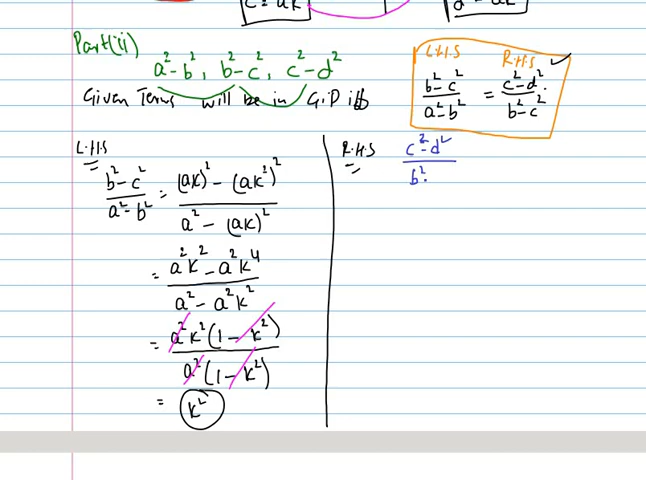 c = ak
d = ak
Part(ii)
a² - b², b² - c², c² - d²
Given Terms will be in G.P iff
L.H.S R.H.S
b² - c² / a² - b² = c² - d² / b² - c²
L.H.S
b² - c² / a² - b² = (ak)² - (ak²)² / a² - (ak)²
= a²k² - a²k⁴ / a² - a²k²
= a²k²(1 - k²) / a²(1 - k²)
= k²
R.H.S c² - d² / b²